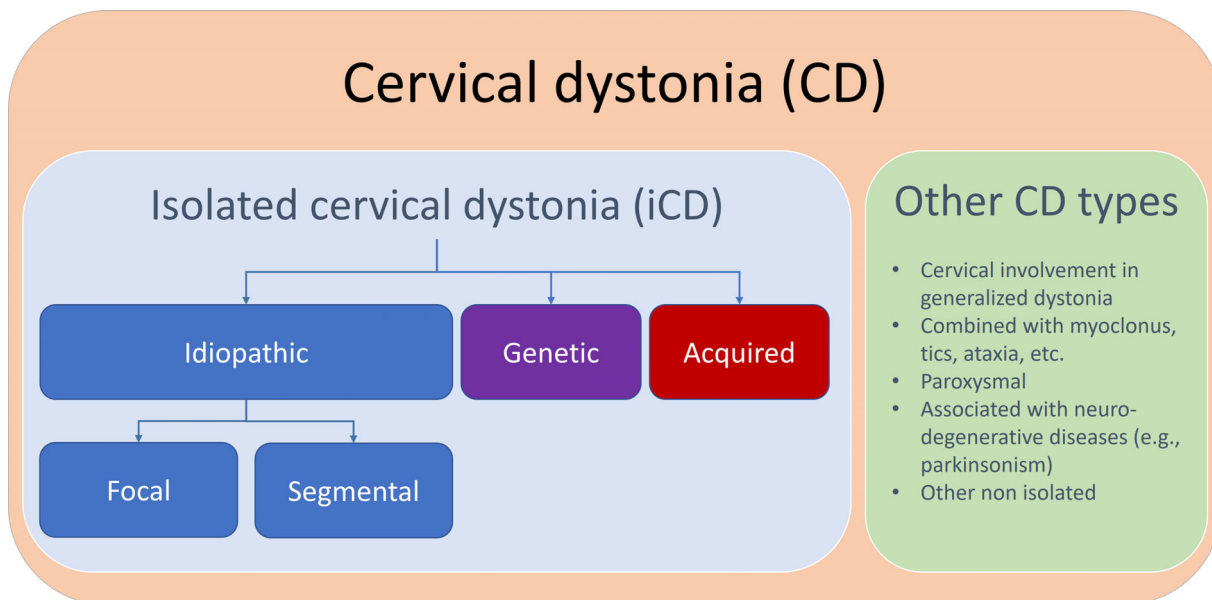 Cervical dystonia (CD)
Isolated cervical dystonia (iCD)
Idiopathic
Genetic
Acquired
Focal
Segmental
Other CD types
• Cervical involvement in
generalized dystonia
• Combined with myoclonus,
tics, ataxia, etc.
• Paroxysmal
• Associated with neuro-
degenerative diseases (e.g.,
parkinsonism)
• Other non isolated